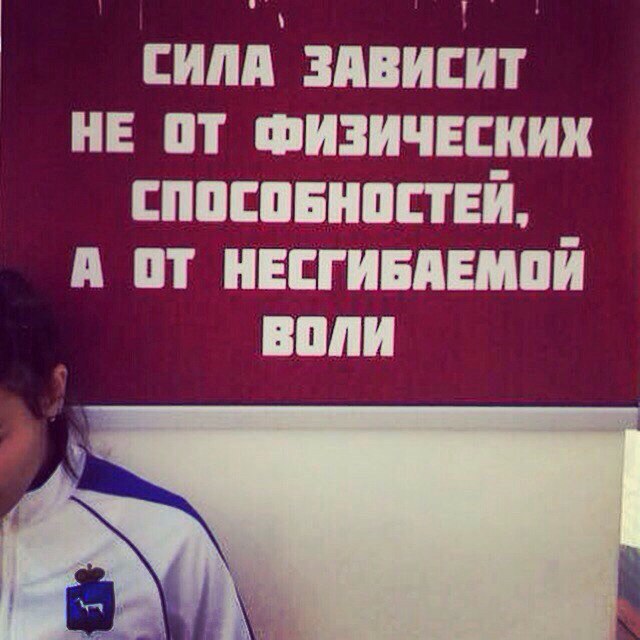 СИЛА ЗАВИСИТ
НЕ ОТ ФИЗИЧЕСКИХ
СПОСОБНОСТЕЙ,
А ОТ НЕСГИБАЕМОЙ
ВОЛИ